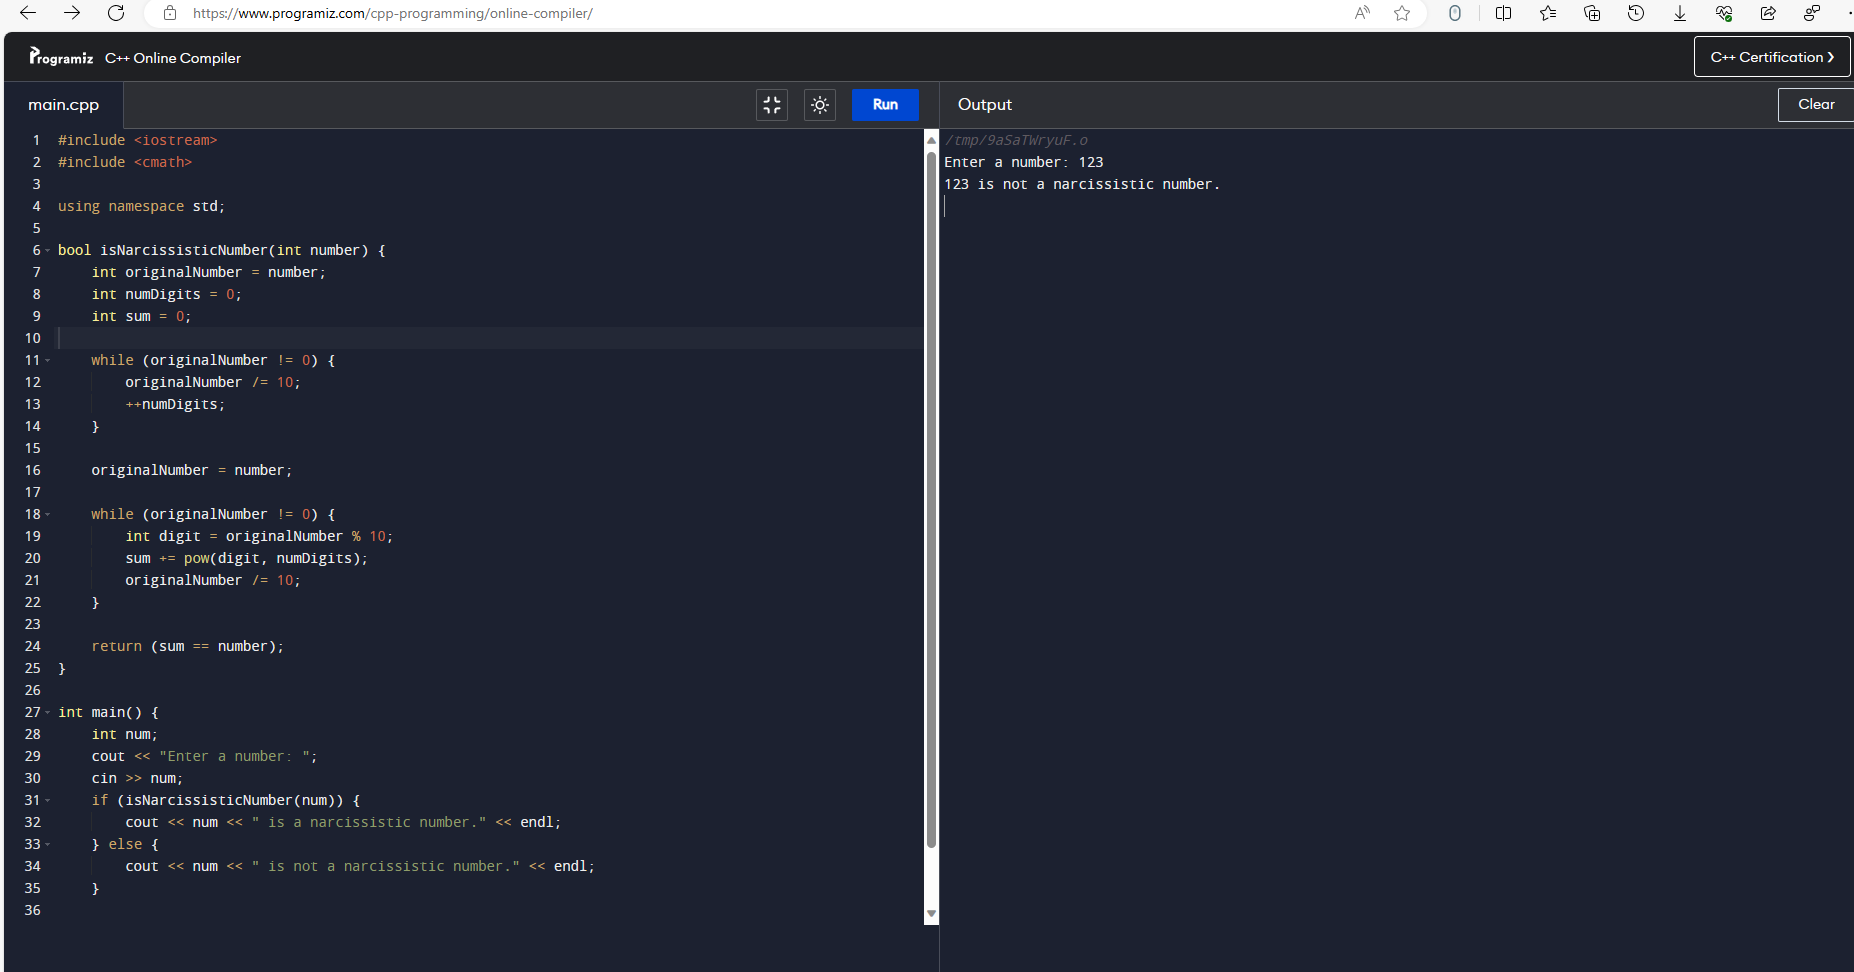 https://www.programiz.com/cpp-programming/online-compiler/
Programiz C++ Online Compiler
C++ Certification
main.cpp
Run
Output
Clear
1 #include <iostream>
2 #include <cmath>
3
4 using namespace std;
5
6 bool isNarcissisticNumber(int number) {
7     int originalNumber = number;
8     int numDigits = 0;
9     int sum = 0;
10
11     while (originalNumber != 0) {
12         originalNumber /= 10;
13         ++numDigits;
14     }
15
16     originalNumber = number;
17
18     while (originalNumber != 0) {
19         int digit = originalNumber % 10;
20         sum += pow(digit, numDigits);
21         originalNumber /= 10;
22     }
23
24     return (sum == number);
25 }
26
27 int main() {
28     int num;
29     cout << "Enter a number: ";
30     cin >> num;
31     if (isNarcissisticNumber(num)) {
32         cout << num << " is a narcissistic number." << endl;
33     } else {
34         cout << num << " is not a narcissistic number." << endl;
35     }
36
/tmp/9aSaTWryuF.o
Enter a number: 123
123 is not a narcissistic number.